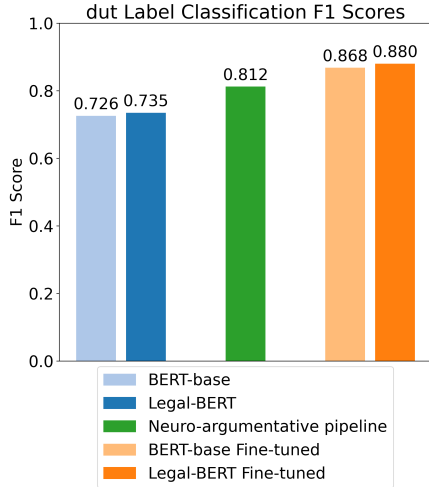 dut Label Classification F1 Scores
F1 Score
1.0
0.8
0.6
0.4
0.2
0.0
0.726
0.735
0.812
0.868
0.880
BERT-base
Legal-BERT
Neuro-argumentative pipeline
BERT-base Fine-tuned
Legal-BERT Fine-tuned